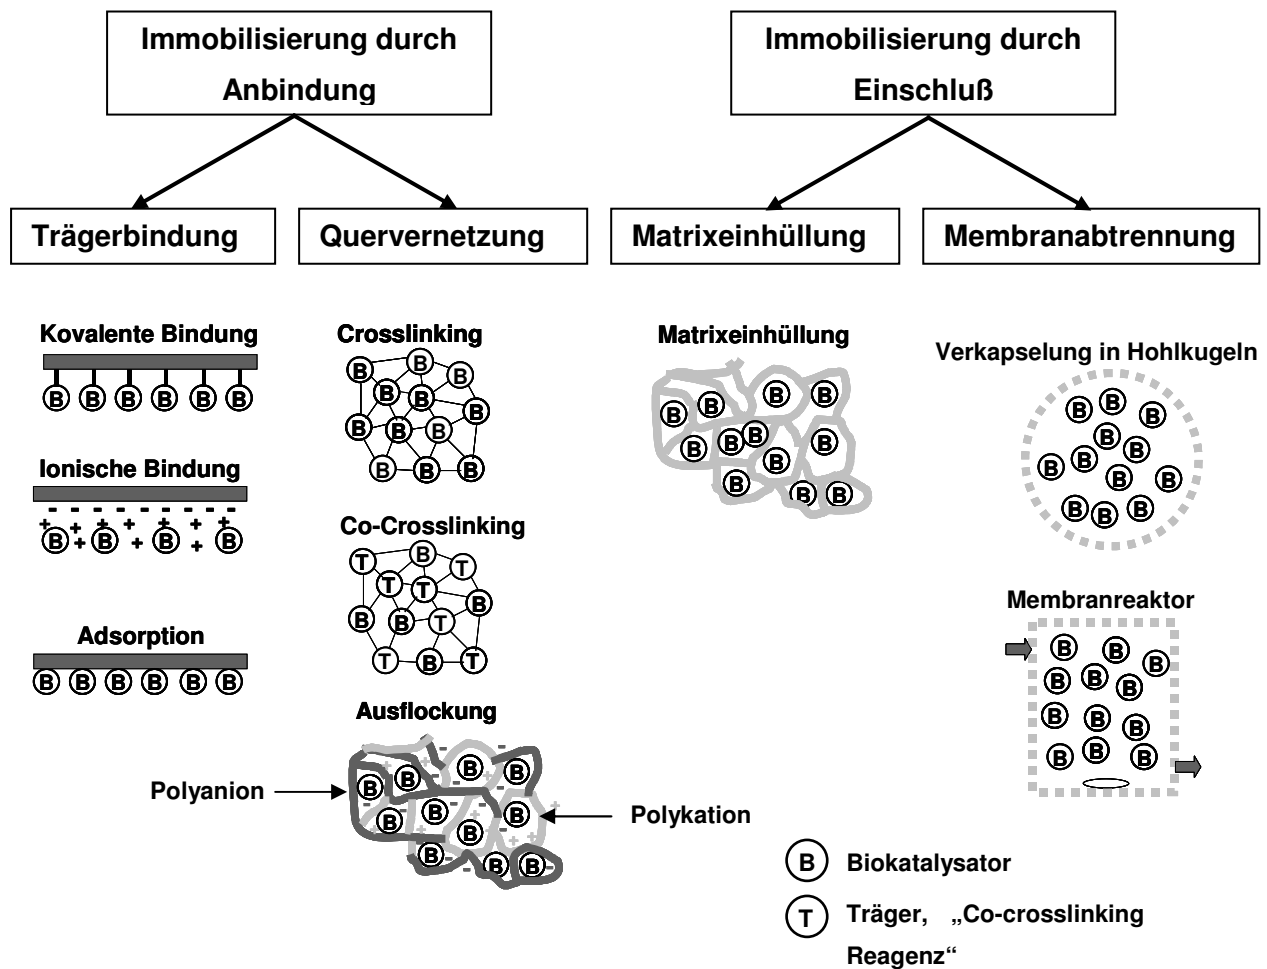 Immobilisierung durch
Anbindung
Immobilisierung durch
Einschluß
Trägerbindung
Quervernetzung
Matrixeinhüllung
Membranabtrennung
Kovalente Bindung
B B B B B B
Ionische Bindung
- - - - - - - -
+ + + + + + +
B + B B + B
+ +
Adsorption
B B B B B B
Crosslinking
B B B
B B B
B B B
B B B
Co-Crosslinking
T B T
T T B
B B T
T B T
Ausflockung
B B B B
B B B B
B B B
Polyanion
Polykation
Matrixeinhüllung
B B B B
B B B B
B B B B
Verkapselung in Hohlkugeln
B B B
B B
B B B B
B B B
Membranreaktor
B B B
B B B
B B B
B B B
B Biokatalysator
T Träger, „Co-crosslinking
Reagenz“